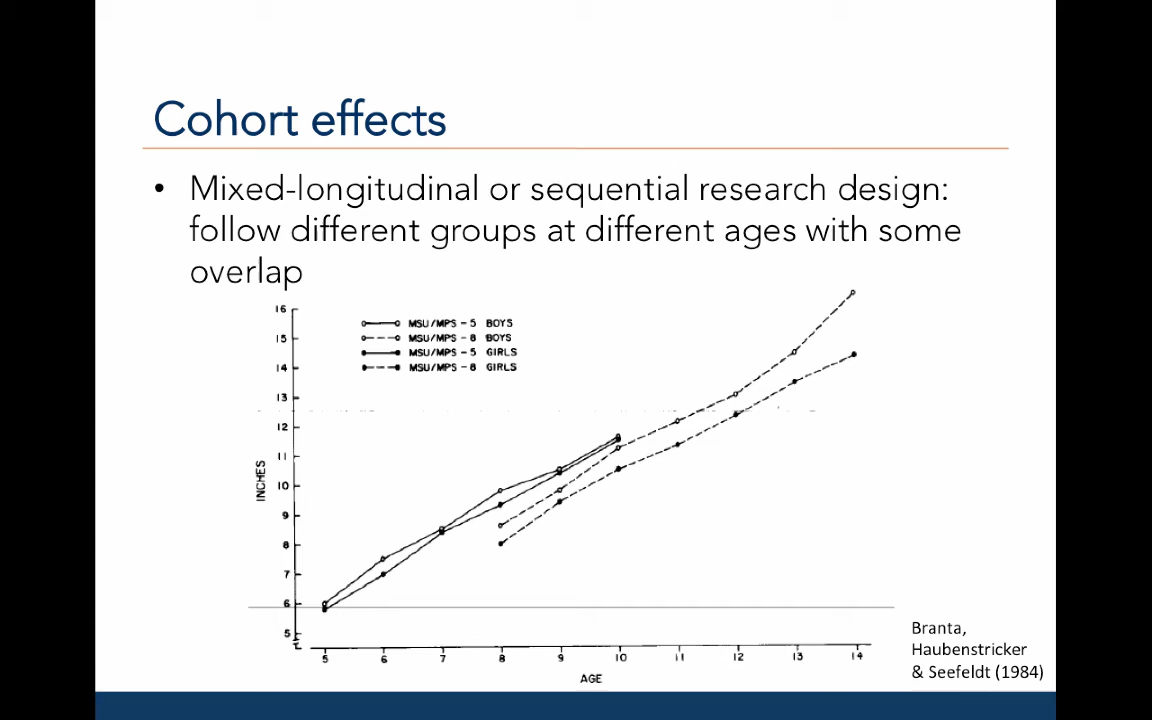 Cohort effects
• Mixed-longitudinal or sequential research design:
follow different groups at different ages with some
overlap
MSU/MPS - 5 BOYS
MSU/MPS - 8 BOYS
MSU/MPS - 5 GIRLS
MSU/MPS - 8 GIRLS
16
15
14
13
12
11
10
9
8
7
6
5
INCHES
5 6 7 8 9 10 11 12 13 14
AGE
Branta,
Haubenstricker
& Seefeldt (1984)